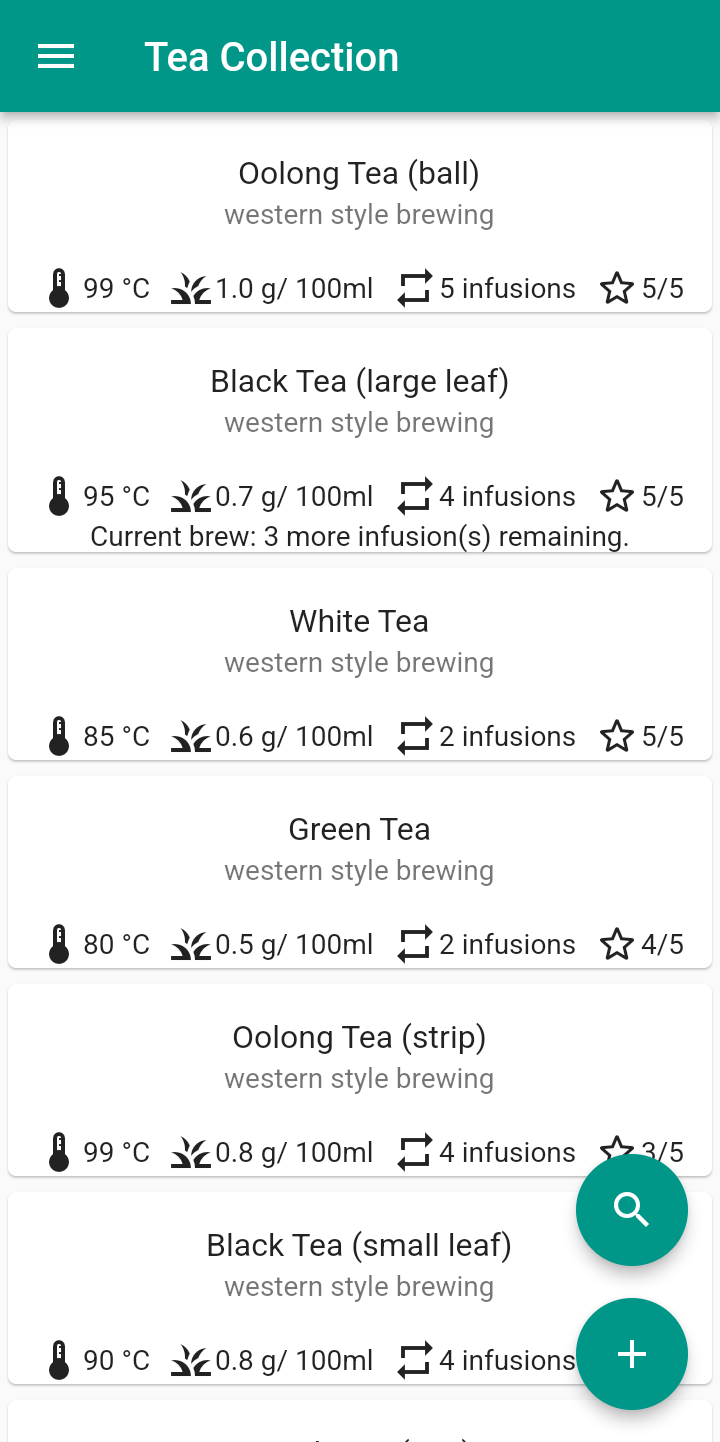 Tea Collection
Oolong Tea (ball)
western style brewing
99 °C 1.0 g/ 100ml 5 infusions 5/5
Black Tea (large leaf)
western style brewing
95 °C 0.7 g/ 100ml 4 infusions 5/5
Current brew: 3 more infusion(s) remaining.
White Tea
western style brewing
85 °C 0.6 g/ 100ml 2 infusions 5/5
Green Tea
western style brewing
80 °C 0.5 g/ 100ml 2 infusions 4/5
Oolong Tea (strip)
western style brewing
99 °C 0.8 g/ 100ml 4 infusions 3/5
Black Tea (small leaf)
western style brewing
90 °C 0.8 g/ 100ml 4 infusions